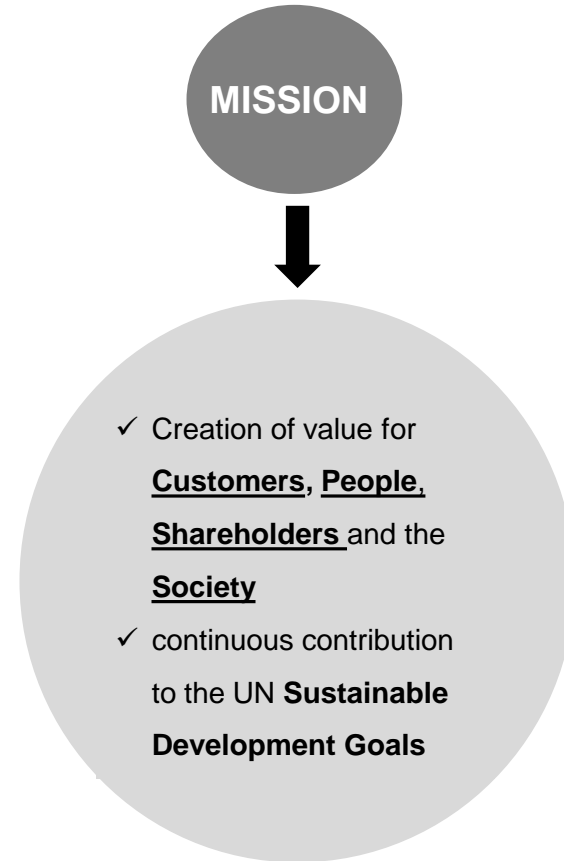 MISSION
✓ Creation of value for
Customers, People,
Shareholders and the
Society
✓ continuous contribution
to the UN Sustainable
Development Goals